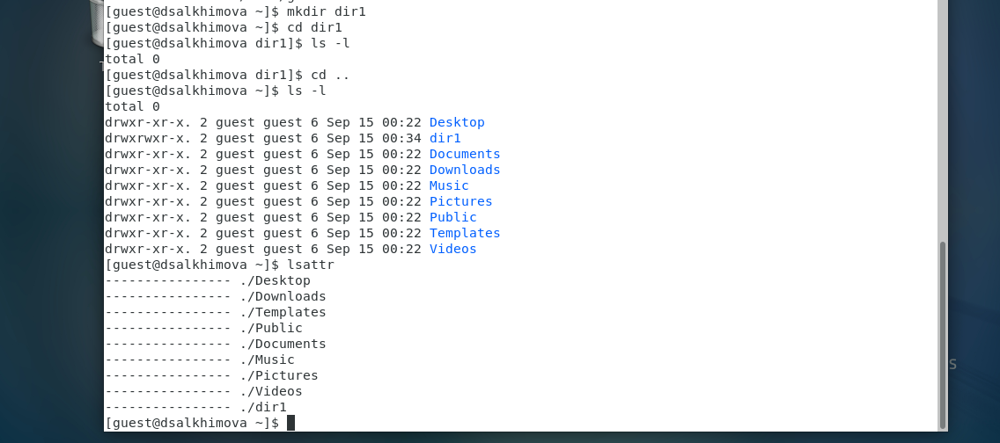 [guest@dsalkhimova ~]$ mkdir dir1
[guest@dsalkhimova ~]$ cd dir1
[guest@dsalkhimova dir1]$ ls -l
total 0
[guest@dsalkhimova dir1]$ cd ..
[guest@dsalkhimova ~]$ ls -l
total 0
drwxr-xr-x. 2 guest guest 6 Sep 15 00:22 Desktop
drwxrwxr-x. 2 guest guest 6 Sep 15 00:34 dir1
drwxr-xr-x. 2 guest guest 6 Sep 15 00:22 Documents
drwxr-xr-x. 2 guest guest 6 Sep 15 00:22 Downloads
drwxr-xr-x. 2 guest guest 6 Sep 15 00:22 Music
drwxr-xr-x. 2 guest guest 6 Sep 15 00:22 Pictures
drwxr-xr-x. 2 guest guest 6 Sep 15 00:22 Public
drwxr-xr-x. 2 guest guest 6 Sep 15 00:22 Templates
drwxr-xr-x. 2 guest guest 6 Sep 15 00:22 Videos
[guest@dsalkhimova ~]$ lsattr
---------------- ./Desktop
---------------- ./Downloads
---------------- ./Templates
---------------- ./Public
---------------- ./Documents
---------------- ./Music
---------------- ./Pictures
---------------- ./Videos
---------------- ./dir1
[guest@dsalkhimova ~]$